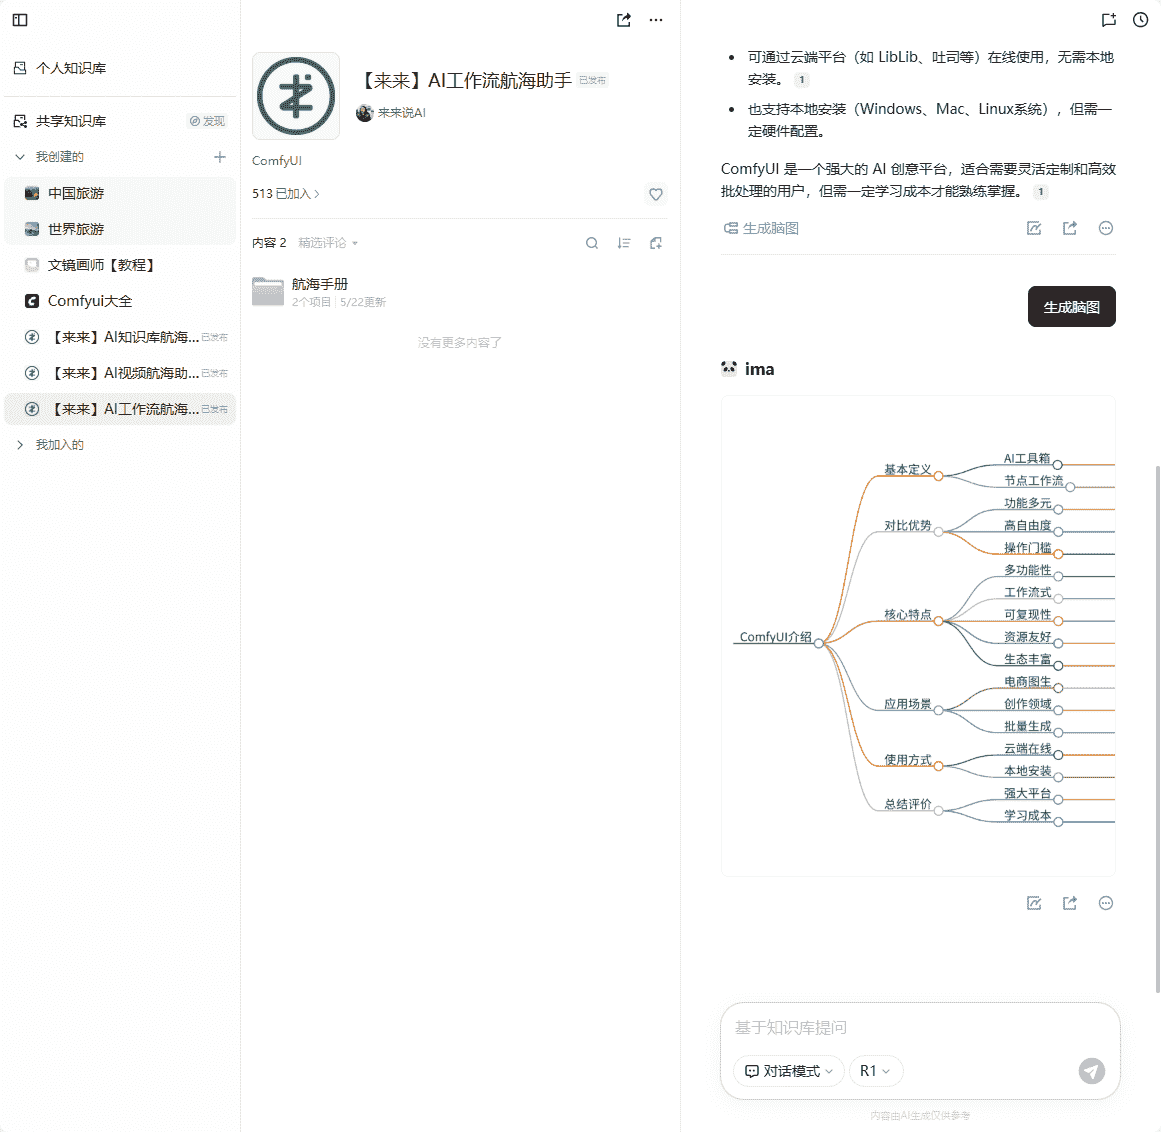 个人知识库
共享知识库
发现
我创建的
中国旅游
世界旅游
文镜画师【教程】
Comfyui大全
【来来】AI知识库航海... 已发布
【来来】AI视频航海助... 已发布
【来来】AI工作流航海... 已发布
我加入的
【来来】AI工作流航海助手 已发布
来来说AI
ComfyUI
513 已加入
内容 2 精选评论
航海手册
2个项目 | 5/22更新
没有更多内容了
可通过云端平台（如 LibLib、吐司等）在线使用，无需本地
安装。 1
也支持本地安装（Windows、Mac、Linux系统），但需一
定硬件配置。
ComfyUI 是一个强大的 AI 创意平台，适合需要灵活定制和高效
批处理的用户，但需一定学习成本才能熟练掌握。 1
生成脑图
生成脑图
ima
ComfyUI介绍
基本定义
AI工具箱
节点工作流
对比优势
功能多元
高自由度
操作门槛
核心特点
多功能性
工作流式
可复现性
资源友好
生态丰富
应用场景
电商图生
创作领域
批量生成
使用方式
云端在线
本地安装
总结评价
强大平台
学习成本
基于知识库提问
对话模式
R1
内容由AI生成仅供参考